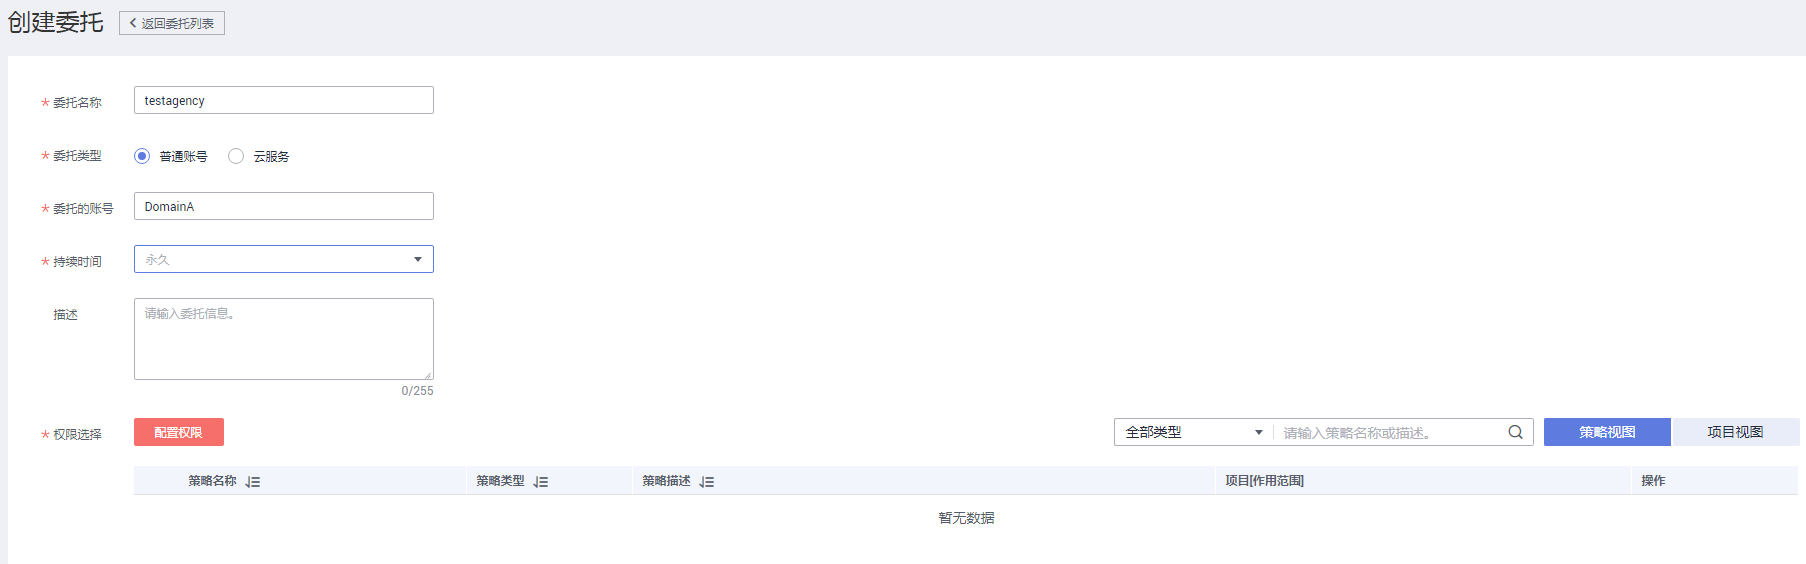 创建委托
返回委托列表
* 委托名称 testagency
* 委托类型 普通账号 云服务
* 委托的账号 DomainA
* 持续时间 永久
描述 请输入委托信息。
0/255
* 权限选择 配置权限 全部类型 请输入策略名称或描述。 策略视图 项目视图
策略名称 策略类型 策略描述 项目[作用范围] 操作
暂无数据